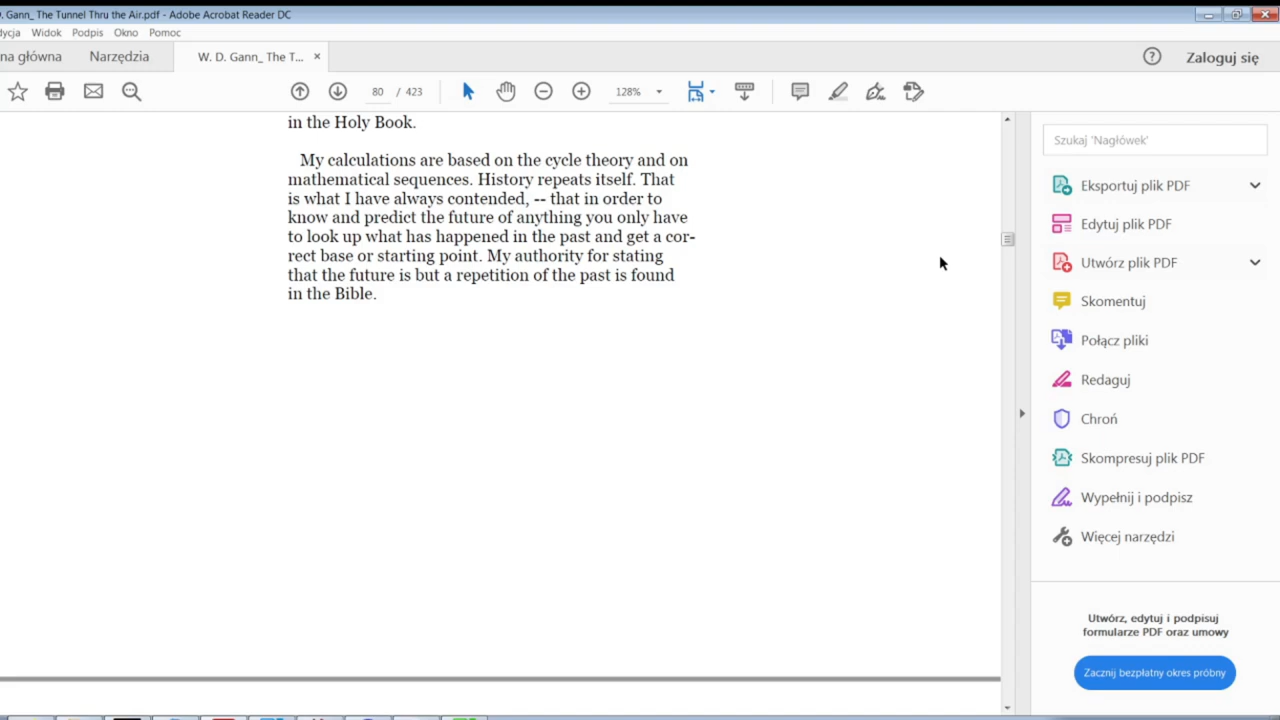 . Gann_ The Tunnel Thru the Air.pdf - Adobe Acrobat Reader DC
dycja Widok Podpis Okno Pomoc
na główna Narzędzia W. D. Gann_ The T... × Zaloguj się
80 / 423 128%
in the Holy Book.
My calculations are based on the cycle theory and on
mathematical sequences. History repeats itself. That
is what I have always contended, -- that in order to
know and predict the future of anything you only have
to look up what has happened in the past and get a cor-
rect base or starting point. My authority for stating
that the future is but a repetition of the past is found
in the Bible.
Szukaj 'Nagłówek'
Eksportuj plik PDF
Edytuj plik PDF
Utwórz plik PDF
Skomentuj
Połącz pliki
Redaguj
Chroń
Skompresuj plik PDF
Wypełnij i podpisz
Więcej narzędzi
Utwórz, edytuj i podpisuj
formularze PDF oraz umowy
Zacznij bezpłatny okres próbny